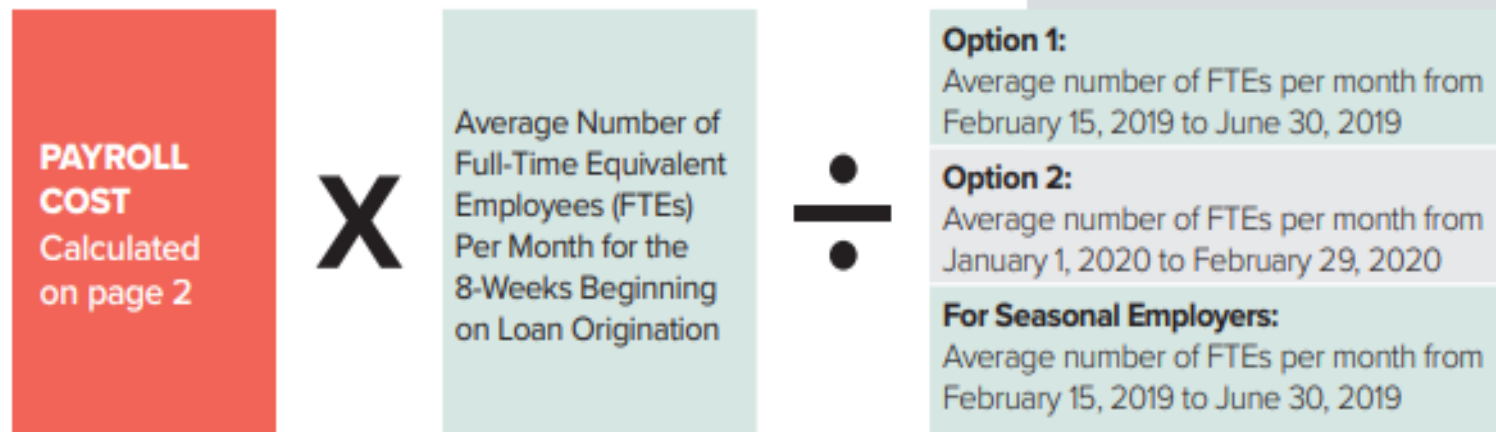 PAYROLL
COST
Calculated
on page 2
X
Average Number of
Full-Time Equivalent
Employees (FTEs)
Per Month for the
8-Weeks Beginning
on Loan Origination
÷
Option 1:
Average number of FTEs per month from
February 15, 2019 to June 30, 2019
Option 2:
Average number of FTEs per month from
January 1, 2020 to February 29, 2020
For Seasonal Employers:
Average number of FTEs per month from
February 15, 2019 to June 30, 2019